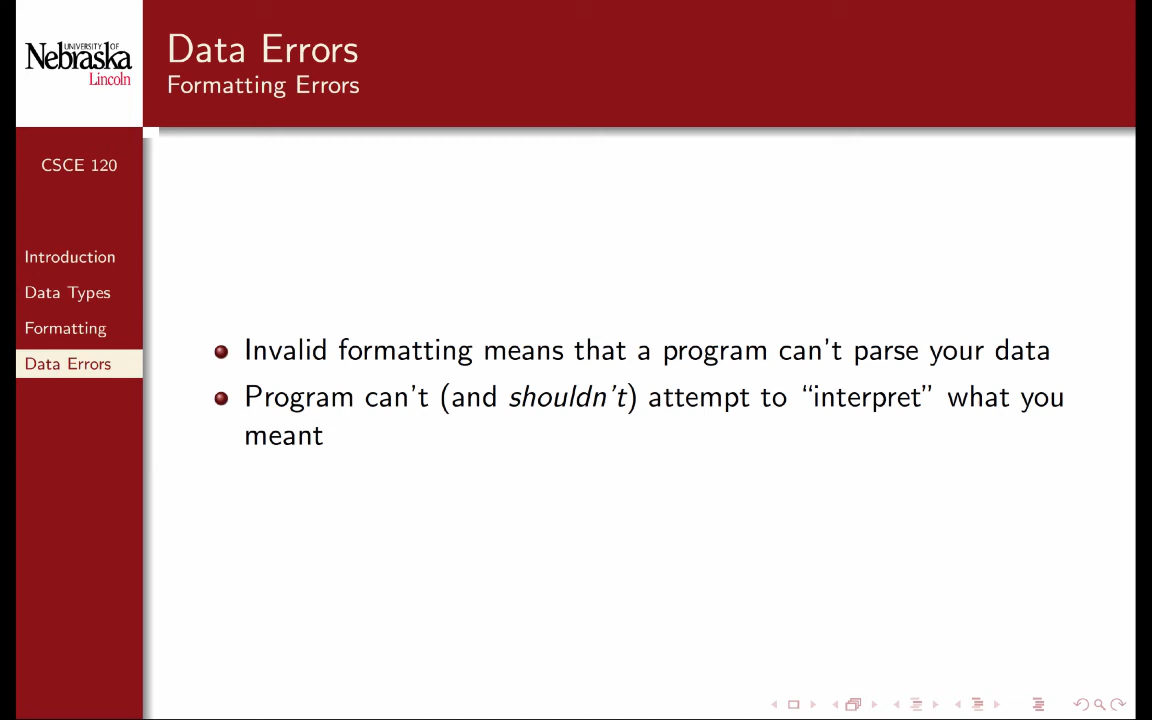 UNIVERSITY OF
Nebraska
Lincoln
Data Errors
Formatting Errors
CSCE 120
Introduction
Data Types
Formatting
Data Errors
Invalid formatting means that a program can't parse your data
Program can't (and shouldn't) attempt to “interpret” what you
meant